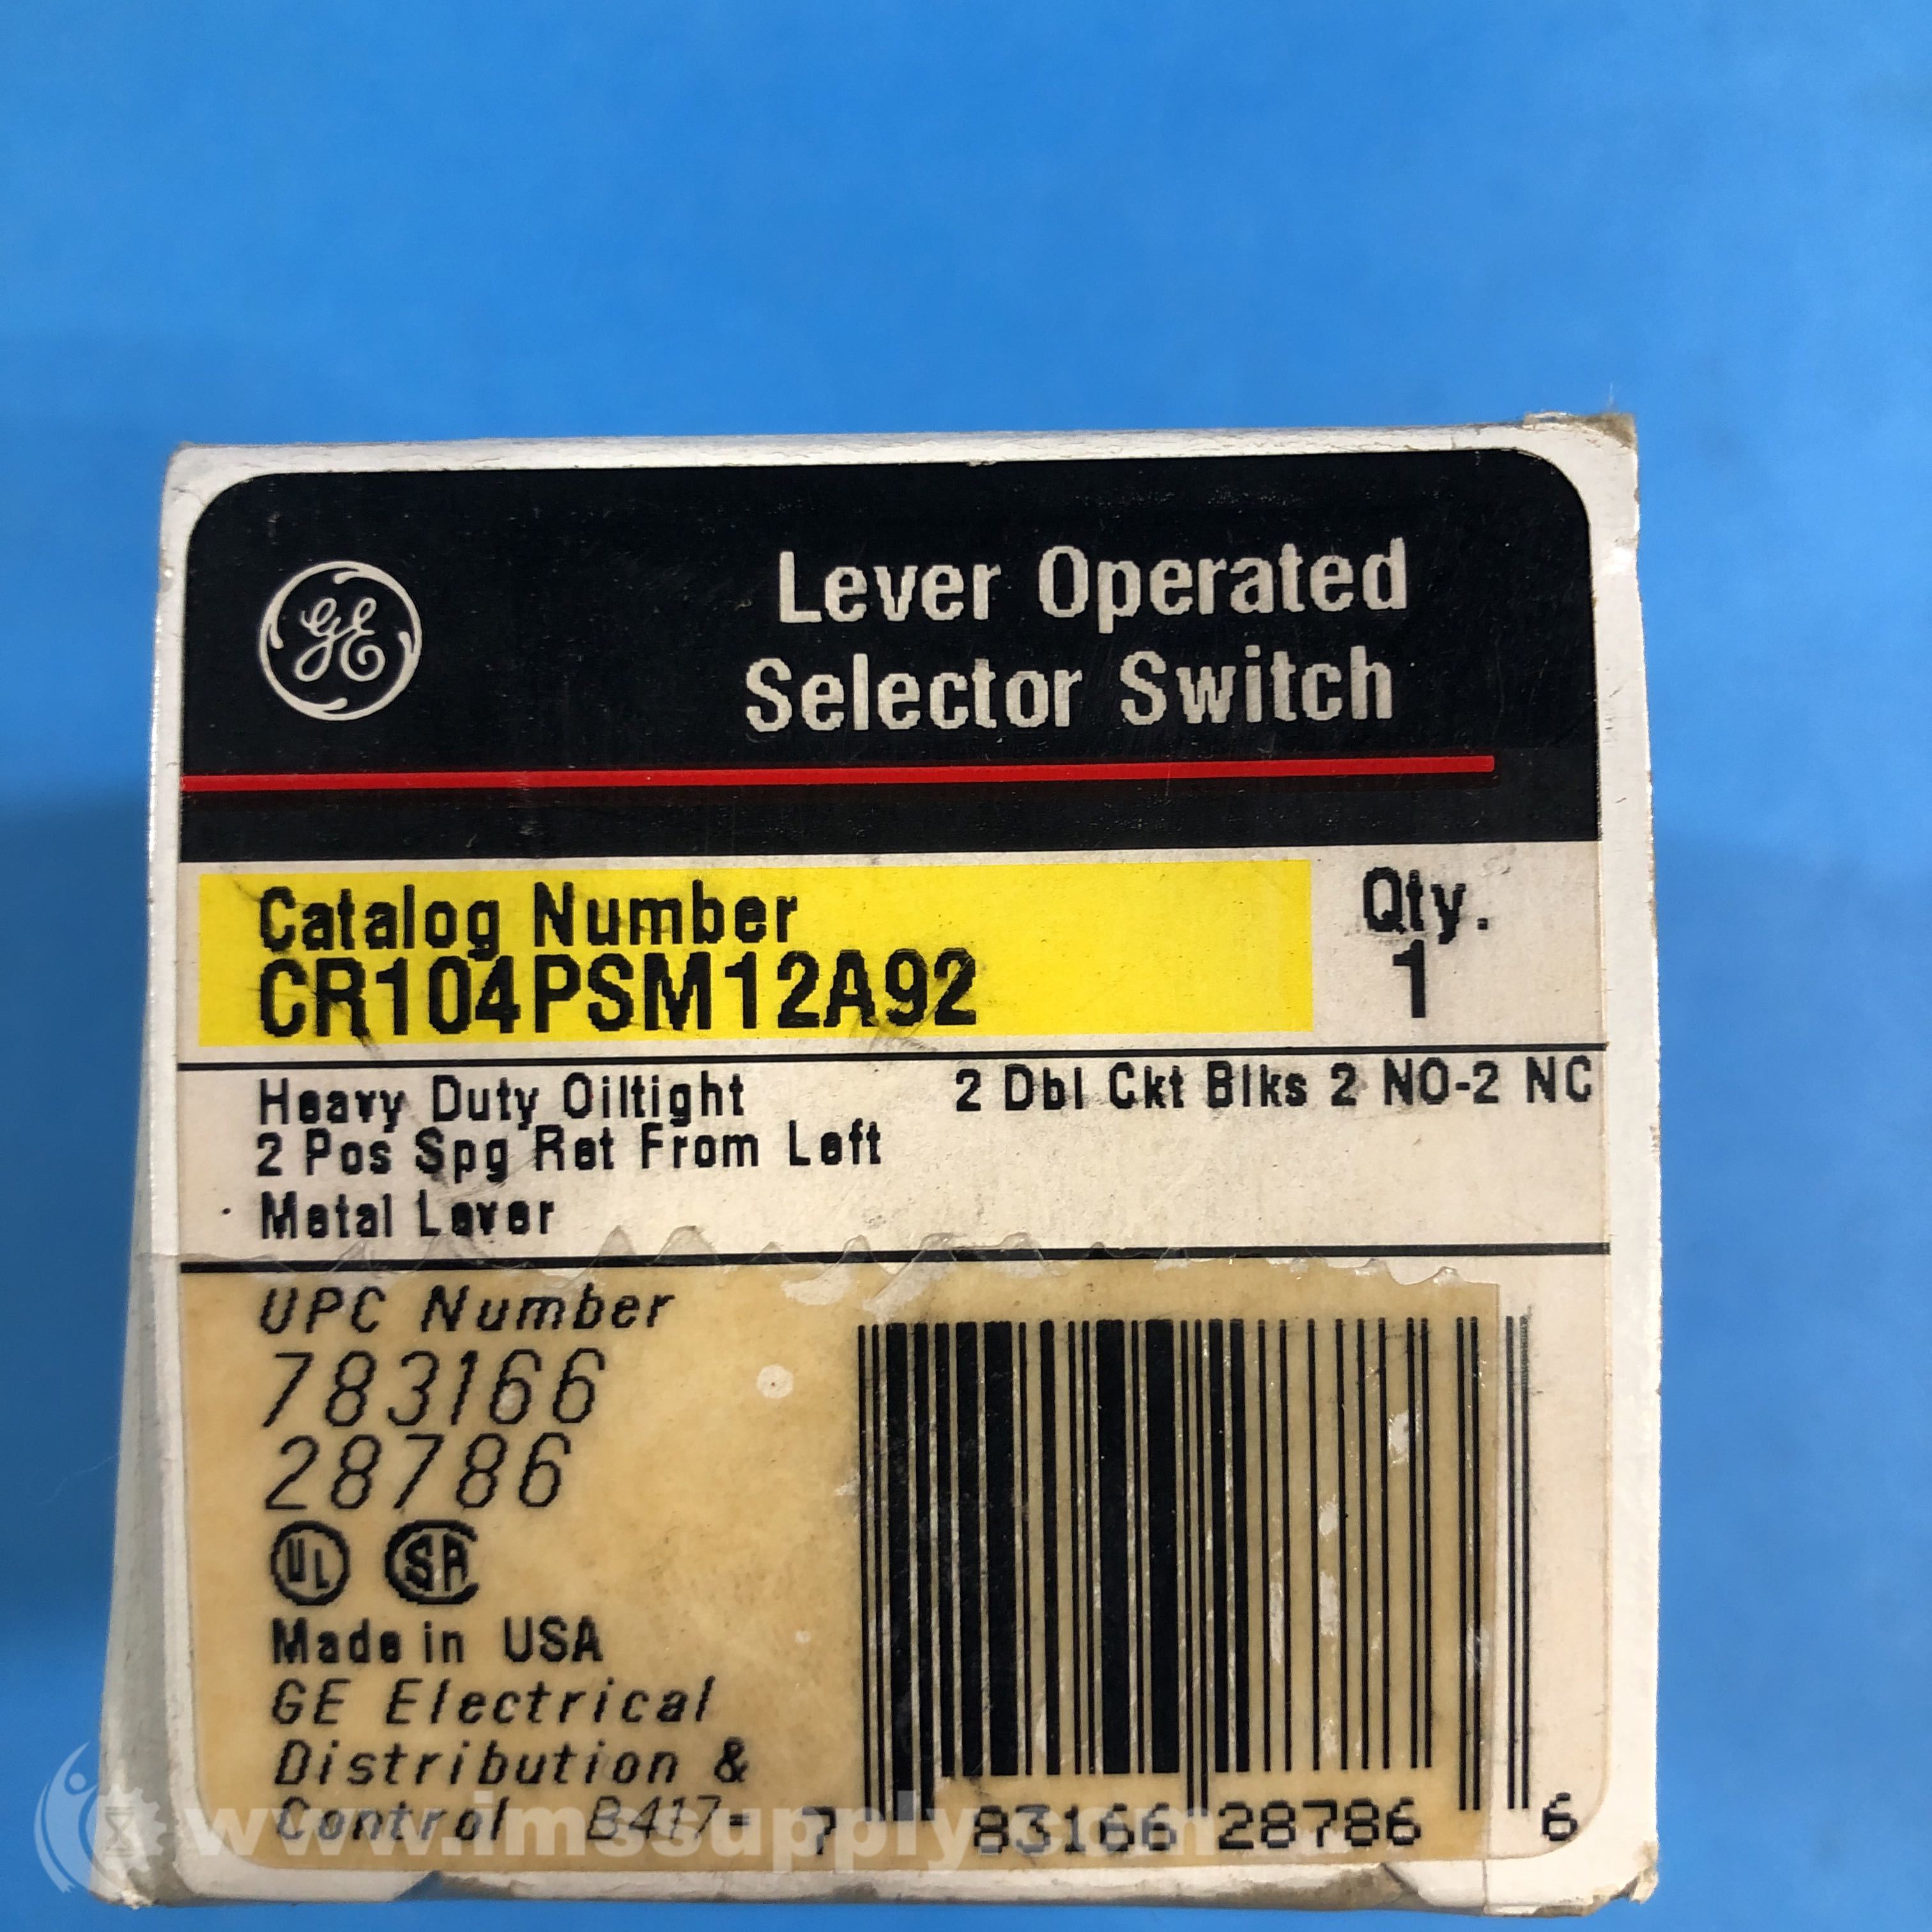 GE
Lever Operated
Selector Switch
Catalog Number
CR104PSM12A92
Qty.
1
Heavy Duty Oiltight 2 Dbl Ckt Blks 2 NO-2 NC
2 Pos Spg Ret From Left
Metal Lever
UPC Number
783166
28786
UL SA
Made in USA
GE Electrical
Distribution &
Control B417-
7 83166 28786 6
www.imssupply.com